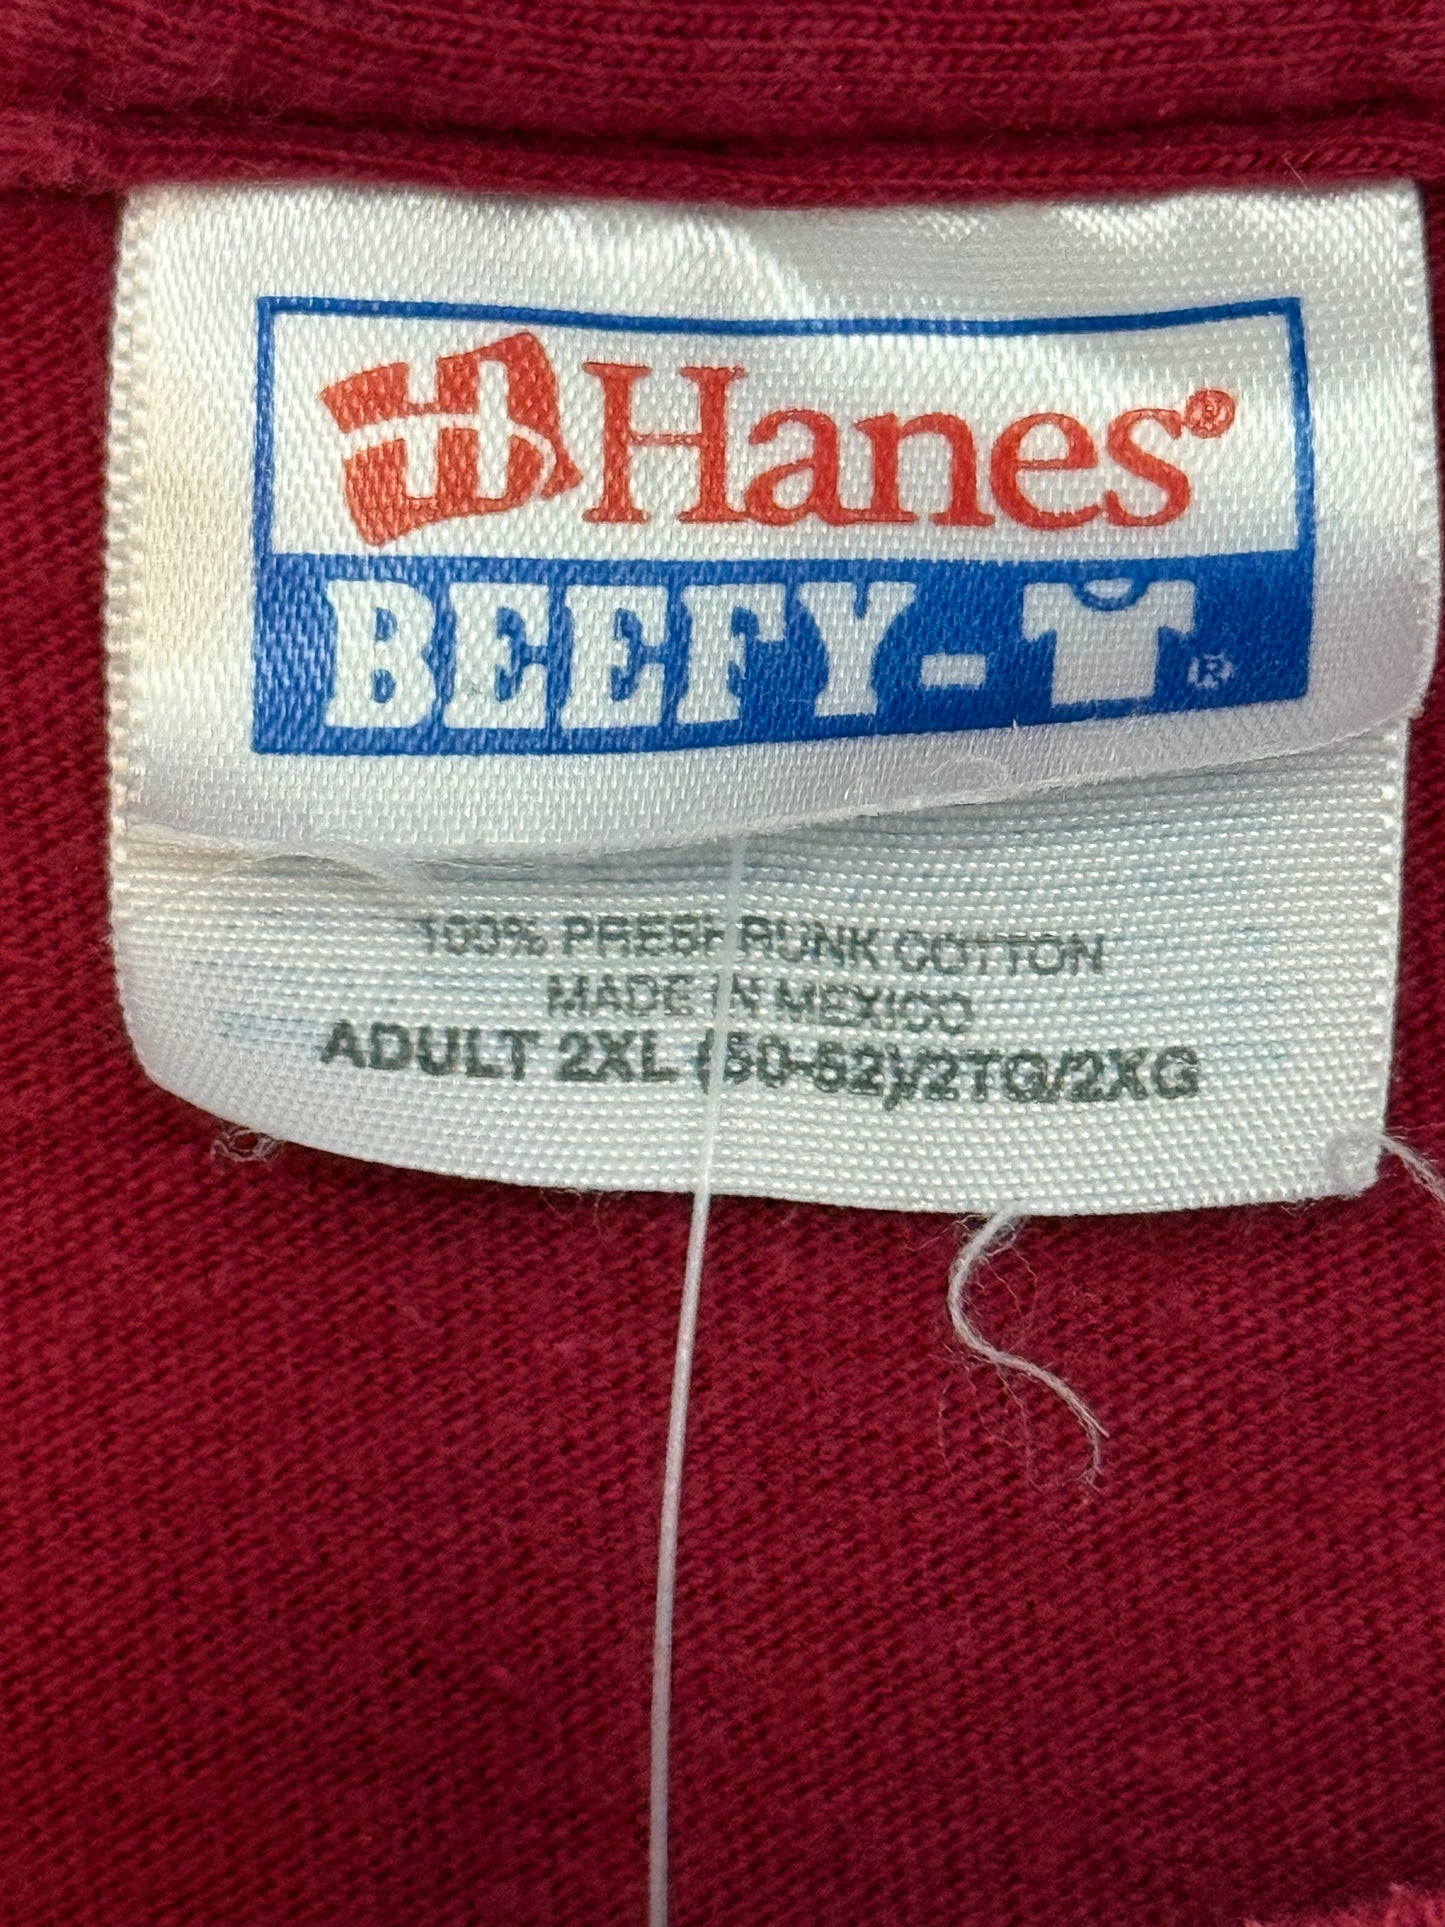 Hanes®
BEEFY-T®
100% PRESHRUNK COTTON
MADE IN MEXICO
ADULT 2XL (50-52)/2TG/2XG